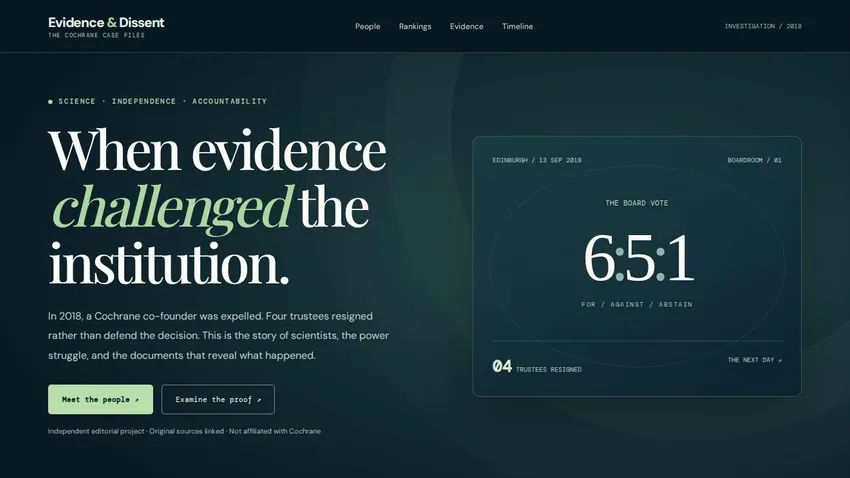 Evidence & Dissent
THE COCHRANE CASE FILES
People
Rankings
Evidence
Timeline
INVESTIGATION / 2018
SCIENCE · INDEPENDENCE · ACCOUNTABILITY
When evidence
challenged the
institution.
In 2018, a Cochrane co-founder was expelled. Four trustees resigned
rather than defend the decision. This is the story of scientists, the power
struggle, and the documents that reveal what happened.
Meet the people ↗
Examine the proof ↗
Independent editorial project · Original sources linked · Not affiliated with Cochrane
EDINBURGH / 13 SEP 2018
BOARDROOM / 01
THE BOARD VOTE
6:5:1
FOR / AGAINST / ABSTAIN
04 TRUSTEES RESIGNED
THE NEXT DAY ↗